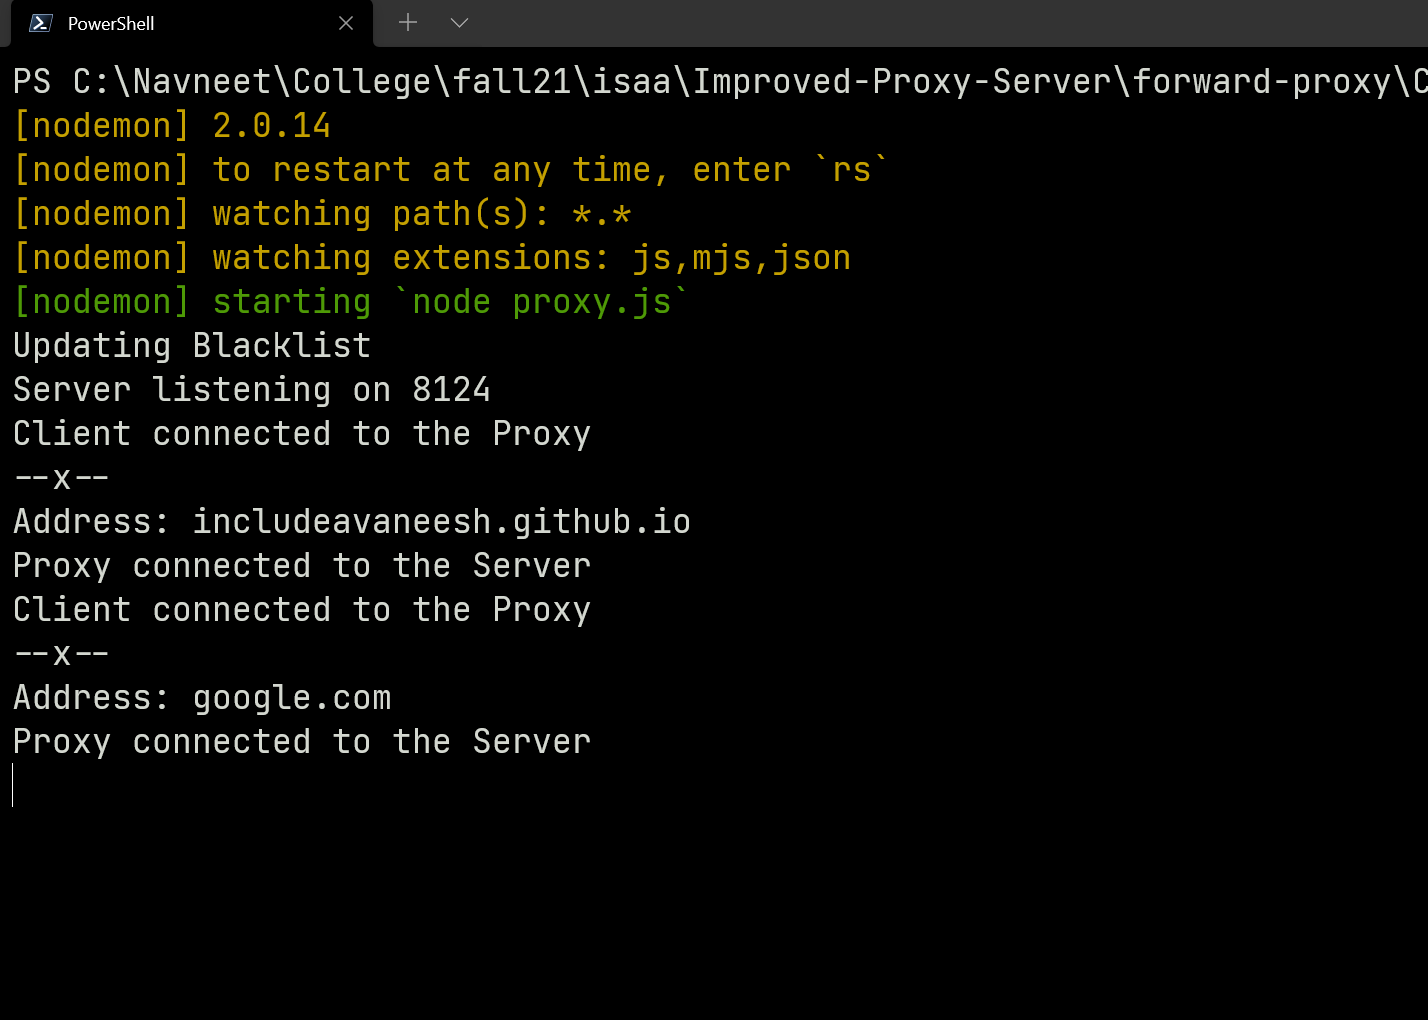 PowerShell
PS C:\Navneet\College\fall21\isaa\Improved-Proxy-Server\forward-proxy\C
[nodemon] 2.0.14
[nodemon] to restart at any time, enter `rs`
[nodemon] watching path(s): *.*
[nodemon] watching extensions: js,mjs,json
[nodemon] starting `node proxy.js`
Updating Blacklist
Server listening on 8124
Client connected to the Proxy
--x--
Address: includeavaneesh.github.io
Proxy connected to the Server
Client connected to the Proxy
--x--
Address: google.com
Proxy connected to the Server